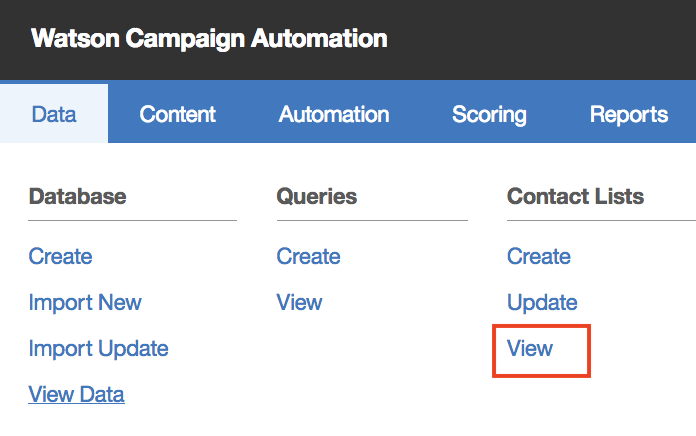 Watson Campaign Automation
Data Content Automation Scoring Reports
Database Queries Contact Lists
Create Create Create
Import New View Update
Import Update View
View Data